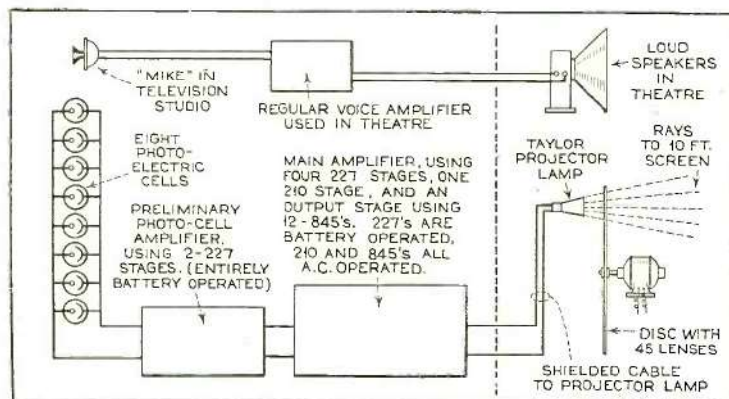 "MIKE" IN
TELEVISION
STUDIO
REGULAR VOICE AMPLIFIER
USED IN THEATRE
LOUD
SPEAKERS
IN
THEATRE
EIGHT
PHOTO-
ELECTRIC
CELLS
PRELIMINARY
PHOTO-CELL
AMPLIFIER,
USING 2-227
STAGES. (ENTIRELY
BATTERY OPERATED)
MAIN AMPLIFIER, USING
FOUR 227 STAGES, ONE
210 STAGE, AND AN
OUTPUT STAGE USING
12-845's. 227's ARE
BATTERY OPERATED,
210 AND 845's ALL
A.C. OPERATED.
TAYLOR
PROJECTOR
LAMP
RAYS
TO 10 FT.
SCREEN
DISC WITH
45 LENSES
SHIELDED CABLE
TO PROJECTOR LAMP